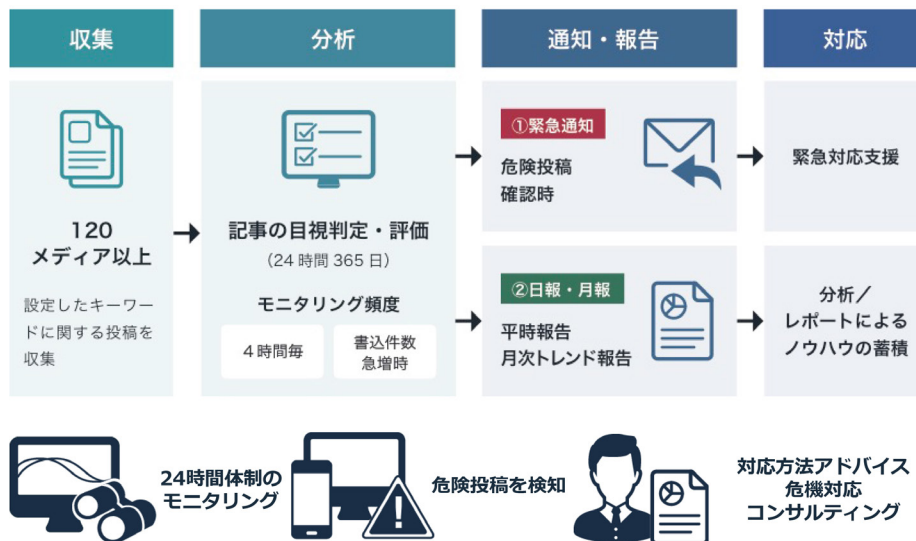 収集
120
メディア以上
設定したキーワー
ドに関する投稿を
収集
分析
記事の目視判定・評価
(24時間365日)
モニタリング頻度
4時間毎
書込件数
急増時
通知・報告
①緊急通知
危険投稿
確認時
②日報・月報
平時報告
月次トレンド報告
対応
緊急対応支援
分析／
レポートによる
ノウハウの蓄積
24時間体制の
モニタリング
危険投稿を検知
対応方法アドバイス
危機対応
コンサルティング